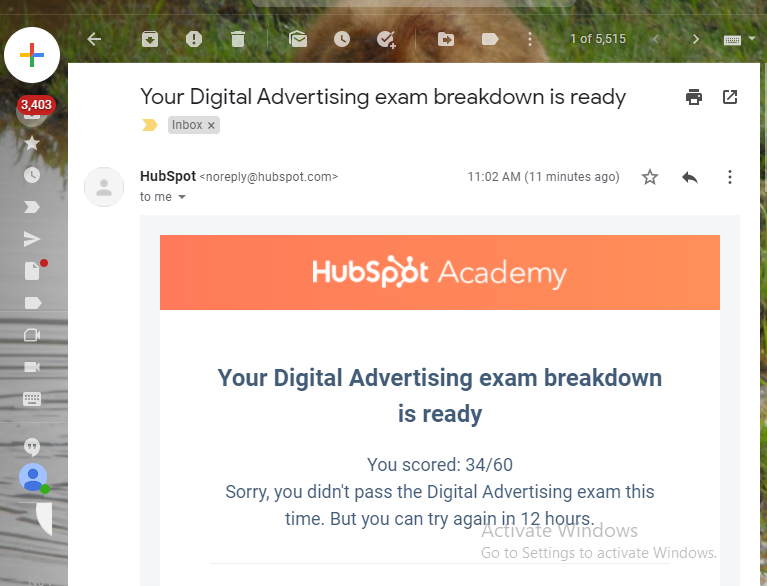 1 of 5,515
3,403
Your Digital Advertising exam breakdown is ready
Inbox ×
HubSpot <noreply@hubspot.com>
11:02 AM (11 minutes ago)
to me
HubSpot Academy
Your Digital Advertising exam breakdown
is ready
You scored: 34/60
Sorry, you didn't pass the Digital Advertising exam this
time. But you can try again in 12 hours.
Activate Windows
Go to Settings to activate Windows.